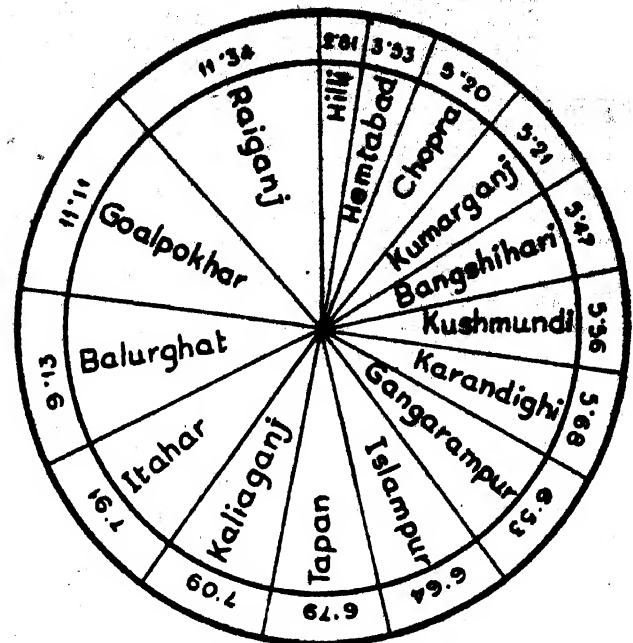 2·81
Hilli
3·53
Hemtabad
5·20
Chopra
5·21
Kumarganj
5·47
Bangshihari
5·56
Kushmundi
5·68
Karandighi
6·53
Gangarampur
6·64
Islampur
6·79
Tapan
7·09
Kaliaganj
7·91
Itahar
9·13
Balurghat
11·11
Goalpokhar
11·34
Raiganj